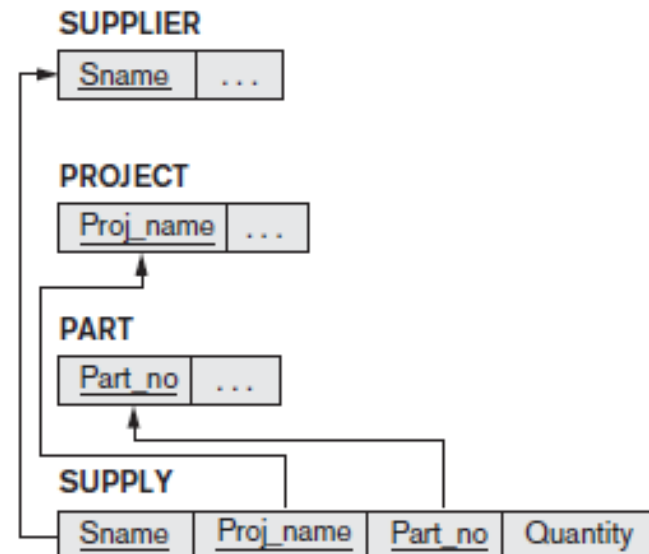 SUPPLIER
Sname ...
PROJECT
Proj_name ...
PART
Part_no ...
SUPPLY
Sname Proj_name Part_no Quantity